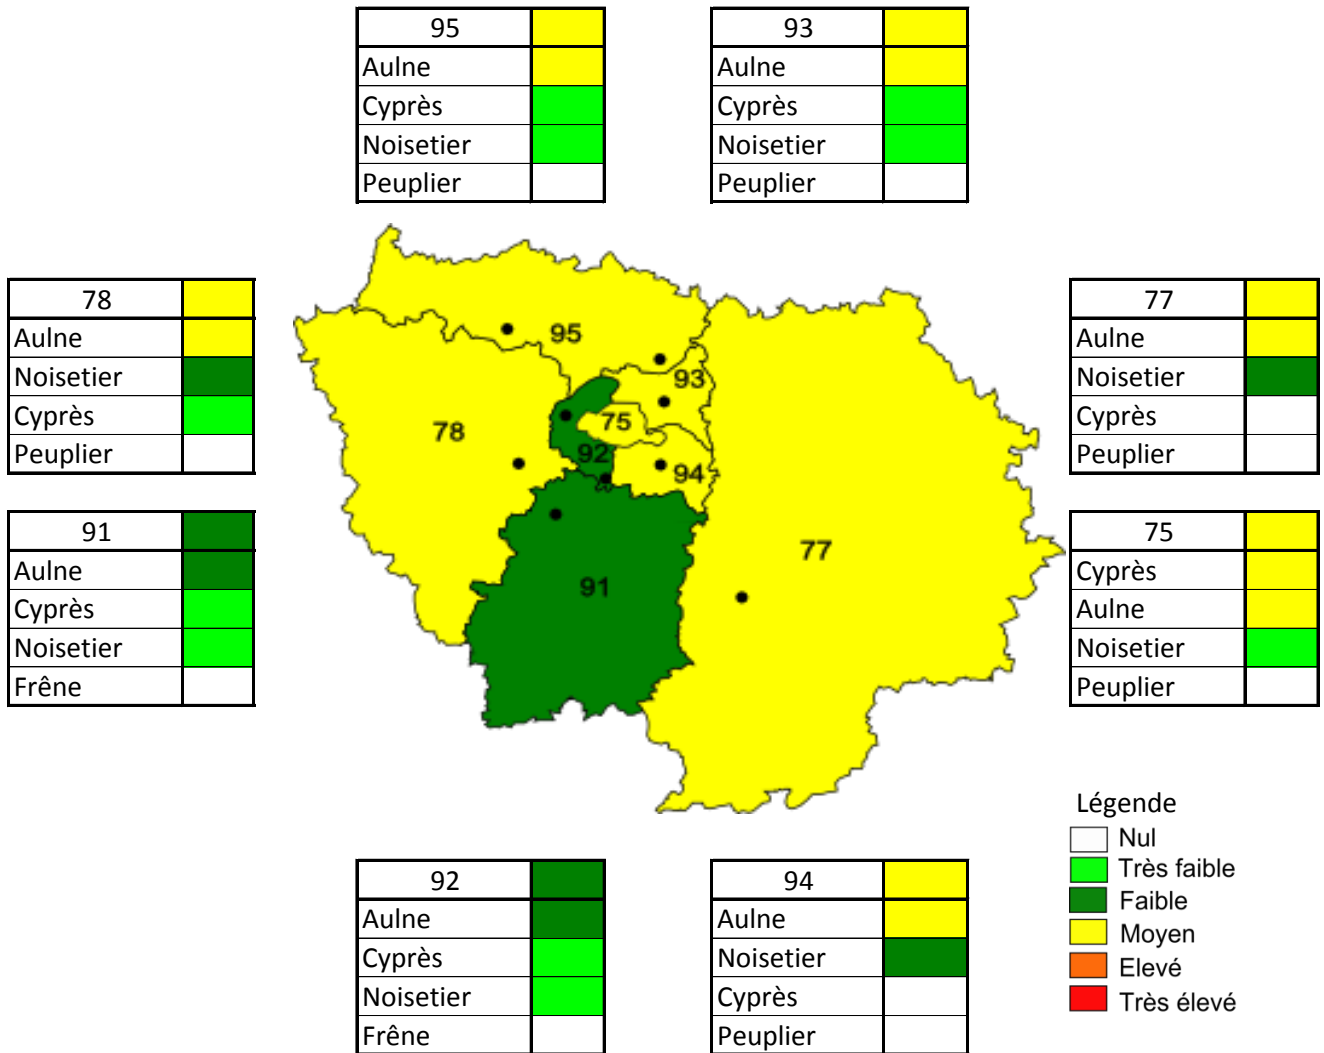 95
Aulne
Cyprès
Noisetier
Peuplier
93
Aulne
Cyprès
Noisetier
Peuplier
78
Aulne
Noisetier
Cyprès
Peuplier
91
Aulne
Cyprès
Noisetier
Frêne
95
93
75
78
92
94
77
91
77
Aulne
Noisetier
Cyprès
Peuplier
75
Cyprès
Aulne
Noisetier
Peuplier
92
Aulne
Cyprès
Noisetier
Frêne
94
Aulne
Noisetier
Cyprès
Peuplier
Légende
Nul
Très faible
Faible
Moyen
Elevé
Très élevé